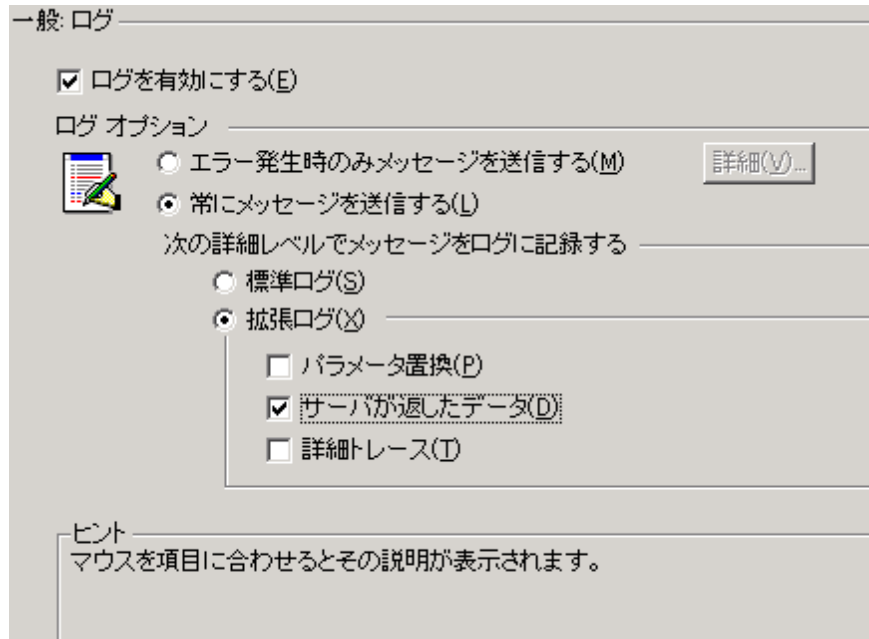 一般: ログ
ログを有効にする(E)
ログ オプション
エラー発生時のみメッセージを送信する(M)
詳細(V)...
常にメッセージを送信する(L)
次の詳細レベルでメッセージをログに記録する
標準ログ(S)
拡張ログ(X)
パラメータ置換(P)
サーバが返したデータ(D)
詳細トレース(T)
ヒント
マウスを項目に合わせるとその説明が表示されます。